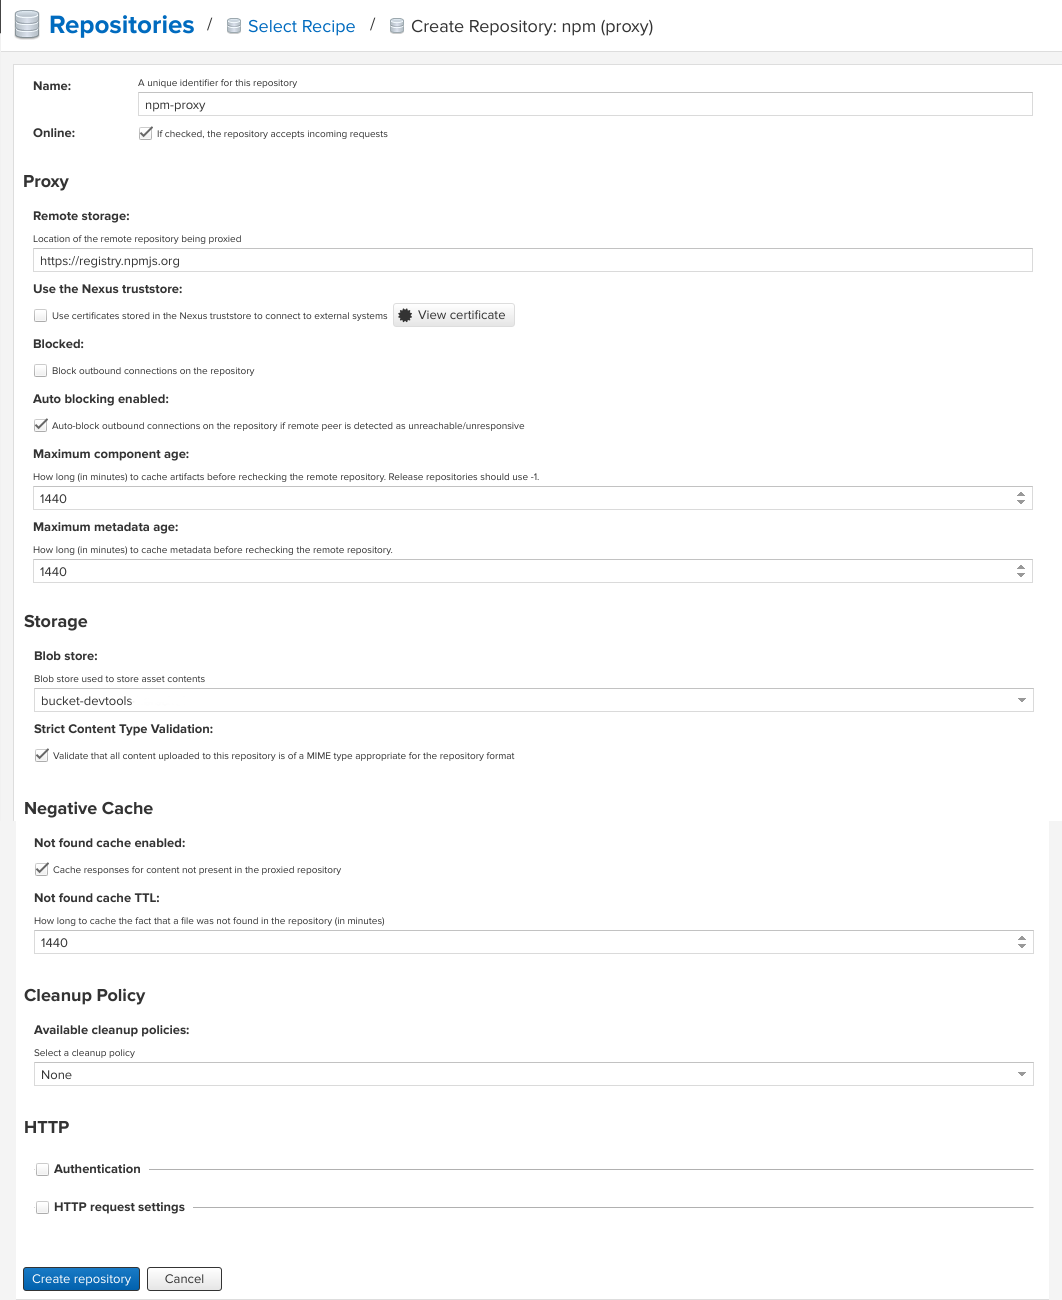 Repositories / Select Recipe / Create Repository: npm (proxy)
Name:
A unique identifier for this repository
npm-proxy
Online:
If checked, the repository accepts incoming requests
Proxy
Remote storage:
Location of the remote repository being proxied
https://registry.npmjs.org
Use the Nexus truststore:
Use certificates stored in the Nexus truststore to connect to external systems
View certificate
Blocked:
Block outbound connections on the repository
Auto blocking enabled:
Auto-block outbound connections on the repository if remote peer is detected as unreachable/unresponsive
Maximum component age:
How long (in minutes) to cache artifacts before rechecking the remote repository. Release repositories should use -1.
1440
Maximum metadata age:
How long (in minutes) to cache metadata before rechecking the remote repository.
1440
Storage
Blob store:
Blob store used to store asset contents
bucket-devtools
Strict Content Type Validation:
Validate that all content uploaded to this repository is of a MIME type appropriate for the repository format
Negative Cache
Not found cache enabled:
Cache responses for content not present in the proxied repository
Not found cache TTL:
How long to cache the fact that a file was not found in the repository (in minutes)
1440
Cleanup Policy
Available cleanup policies:
Select a cleanup policy
None
HTTP
Authentication
HTTP request settings
Create repository
Cancel